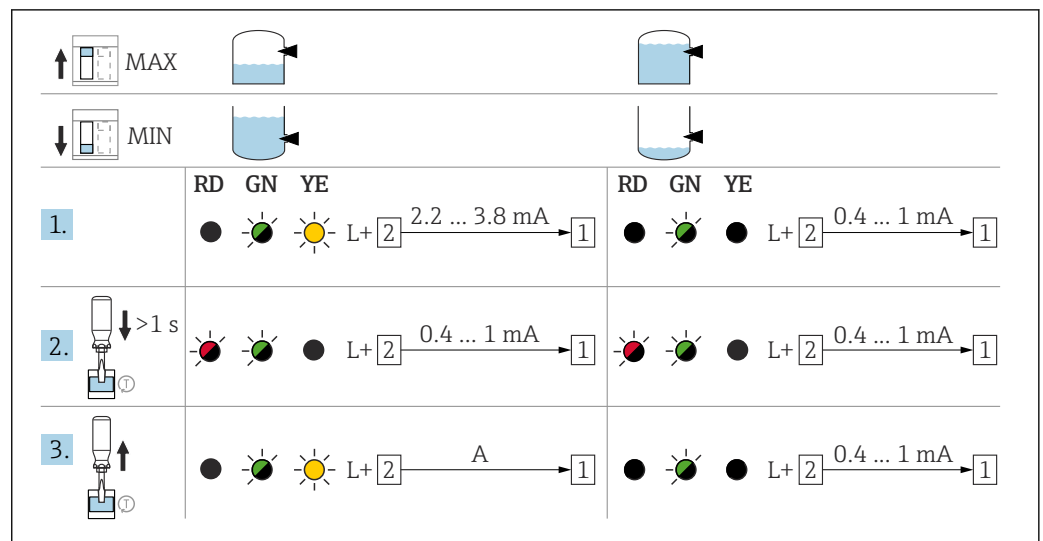 MAX
MIN
RD GN YE RD GN YE
1. L+ 2 2.2 ... 3.8 mA 1 L+ 2 0.4 ... 1 mA 1
2. >1 s T L+ 2 0.4 ... 1 mA 1 L+ 2 0.4 ... 1 mA 1
3. T L+ 2 A 1 L+ 2 0.4 ... 1 mA 1